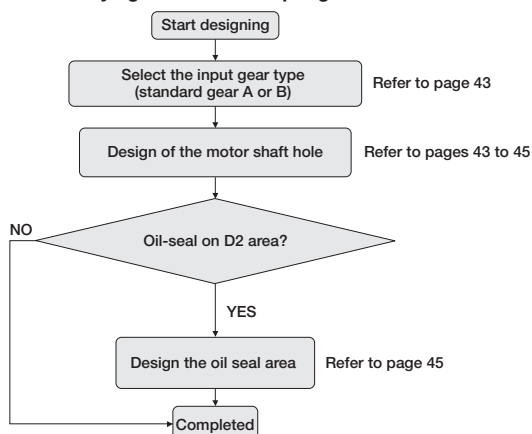 Start designing
Select the input gear type
(standard gear A or B)
Refer to page 43
Design of the motor shaft hole
Refer to pages 43 to 45
Oil-seal on D2 area?
NO
YES
Design the oil seal area
Refer to page 45
Completed